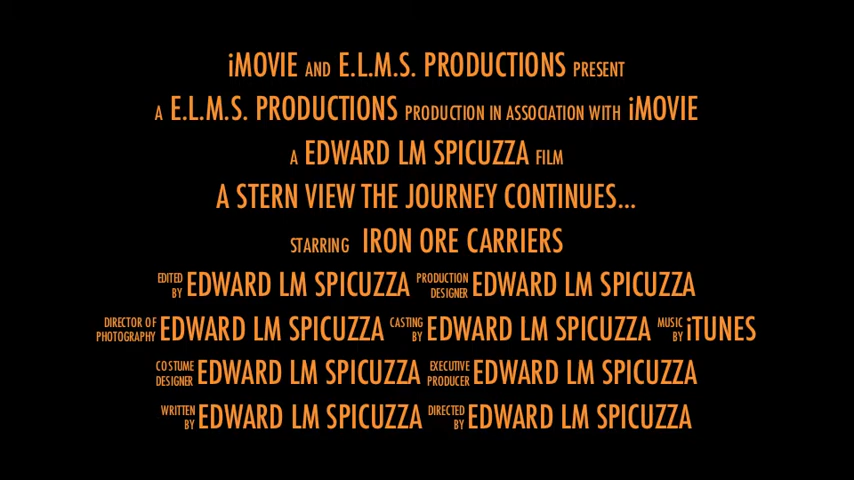 iMOVIE AND E.L.M.S. PRODUCTIONS PRESENT
A E.L.M.S. PRODUCTIONS PRODUCTION IN ASSOCIATION WITH iMOVIE
A EDWARD LM SPICUZZA FILM
A STERN VIEW THE JOURNEY CONTINUES...
STARRING IRON ORE CARRIERS
EDITED BY EDWARD LM SPICUZZA PRODUCTION DESIGNER EDWARD LM SPICUZZA
DIRECTOR OF PHOTOGRAPHY EDWARD LM SPICUZZA CASTING BY EDWARD LM SPICUZZA MUSIC BY iTUNES
COSTUME DESIGNER EDWARD LM SPICUZZA EXECUTIVE PRODUCER EDWARD LM SPICUZZA
WRITTEN BY EDWARD LM SPICUZZA DIRECTED BY EDWARD LM SPICUZZA